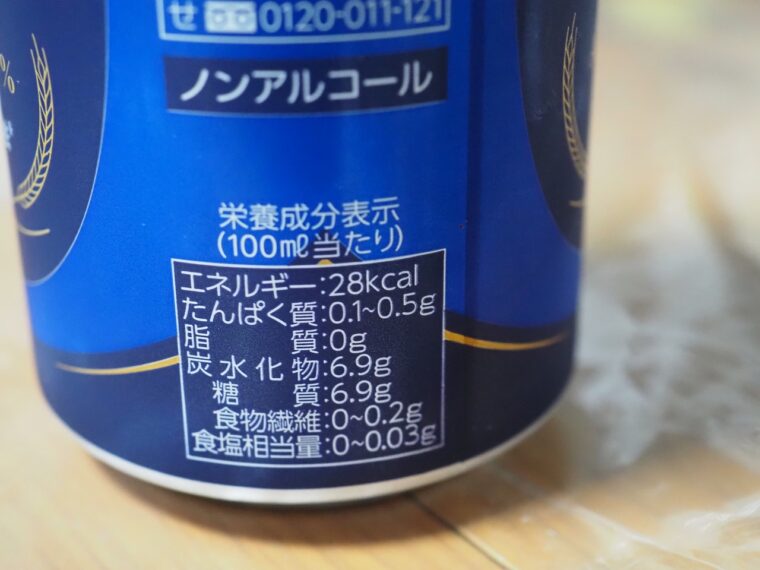 せ 0120-011-121
ノンアルコール
%
栄養成分表示
(100ml当たり)
エネルギー:28kcal
たんぱく質:0.1~0.5g
脂 質:0g
炭水化物:6.9g
糖 質:6.9g
食物繊維:0~0.2g
食塩相当量:0~0.03g